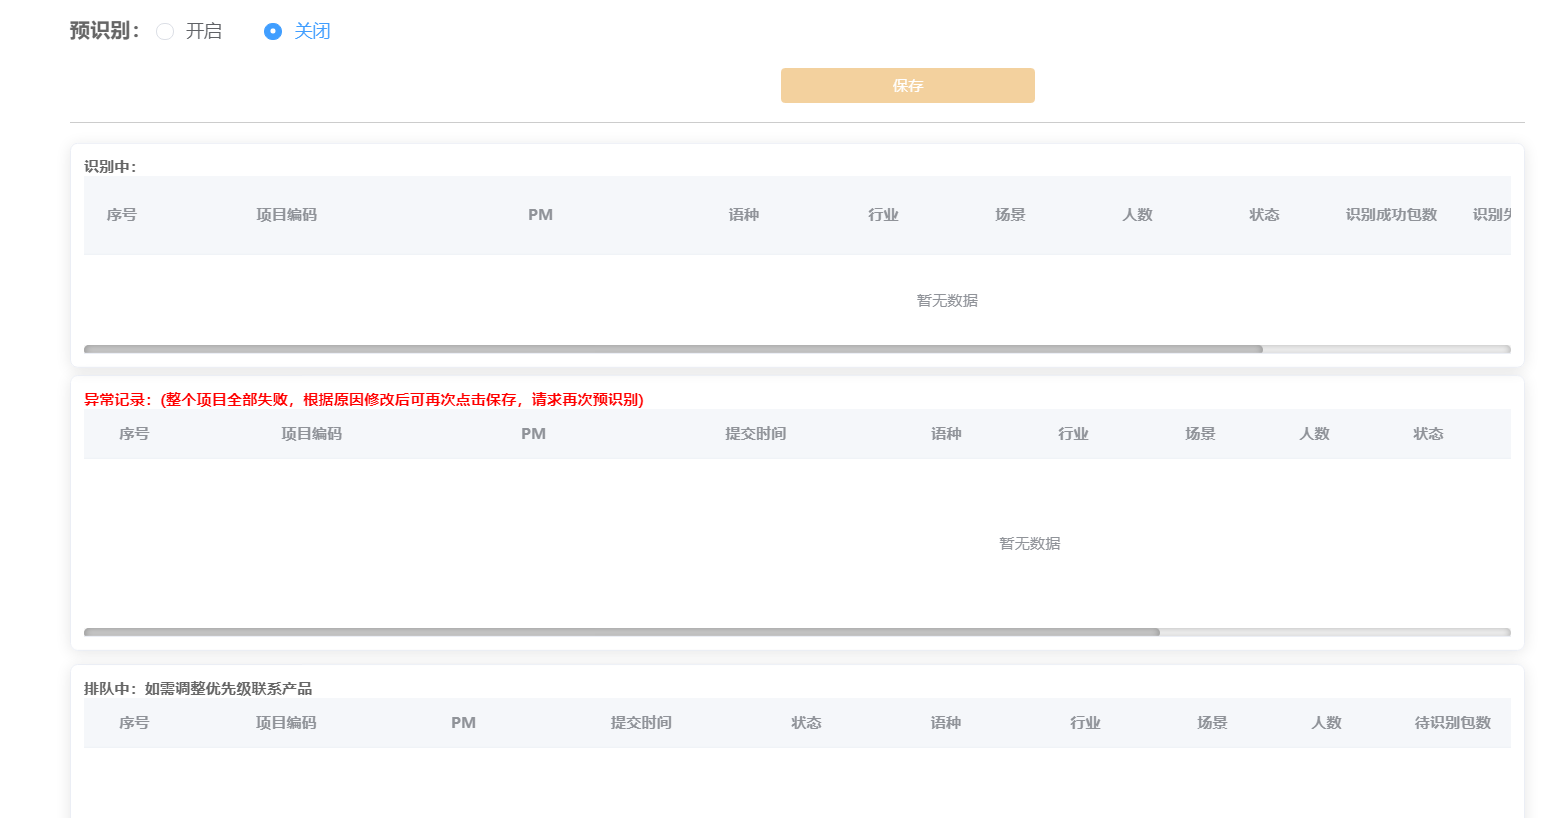 预识别： 开启 关闭
保存
识别中：
序号 项目编码 PM 语种 行业 场景 人数 状态 识别成功包数 识别失
暂无数据
异常记录：(整个项目全部失败，根据原因修改后可再次点击保存，请求再次预识别)
序号 项目编码 PM 提交时间 语种 行业 场景 人数 状态
暂无数据
排队中：如需调整优先级联系产品
序号 项目编码 PM 提交时间 状态 语种 行业 场景 人数 待识别包数